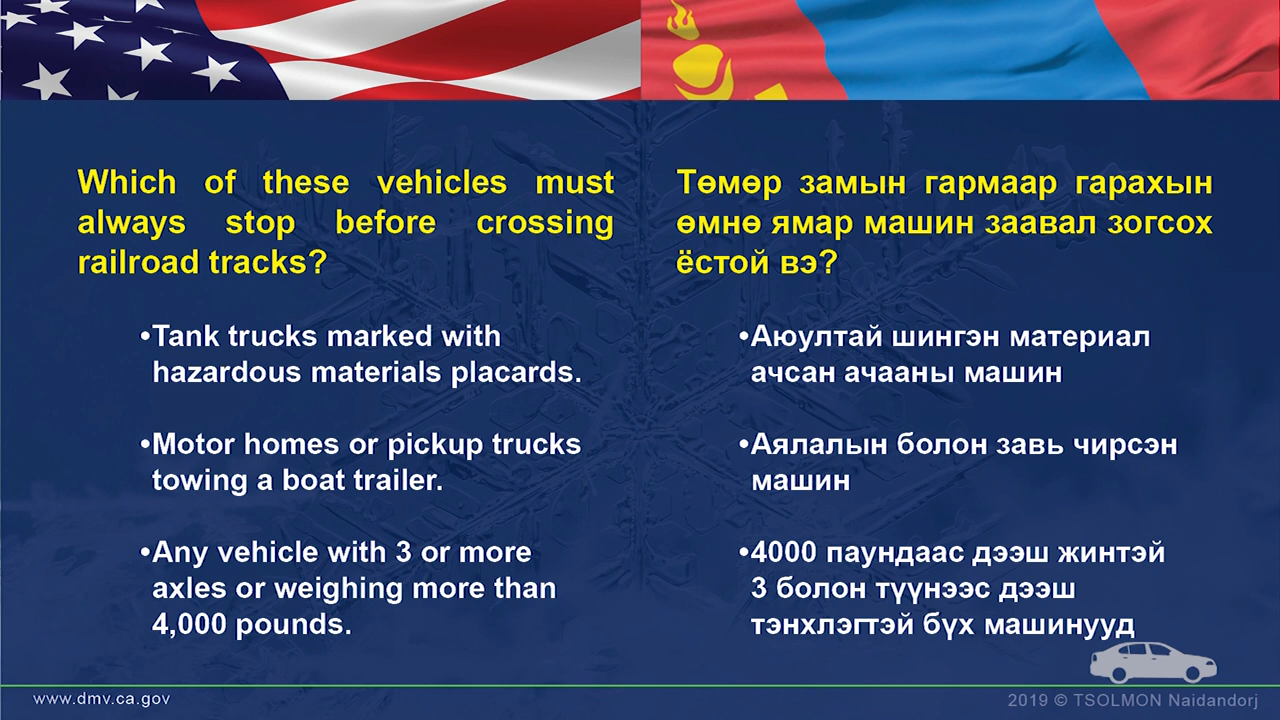 Which of these vehicles must
always stop before crossing
railroad tracks?
•Tank trucks marked with
hazardous materials placards.
•Motor homes or pickup trucks
towing a boat trailer.
•Any vehicle with 3 or more
axles or weighing more than
4,000 pounds.
Төмөр замын гармаар гарахын
өмнө ямар машин заавал зогсох
ёстой вэ?
•Аюултай шингэн материал
ачсан ачааны машин
•Аялалын болон завь чирсэн
машин
•4000 паундаас дээш жинтэй
3 болон түүнээс дээш
тэнхлэгтэй бүх машинууд
www.dmv.ca.gov
2019 © TSOLMON Naidandorj